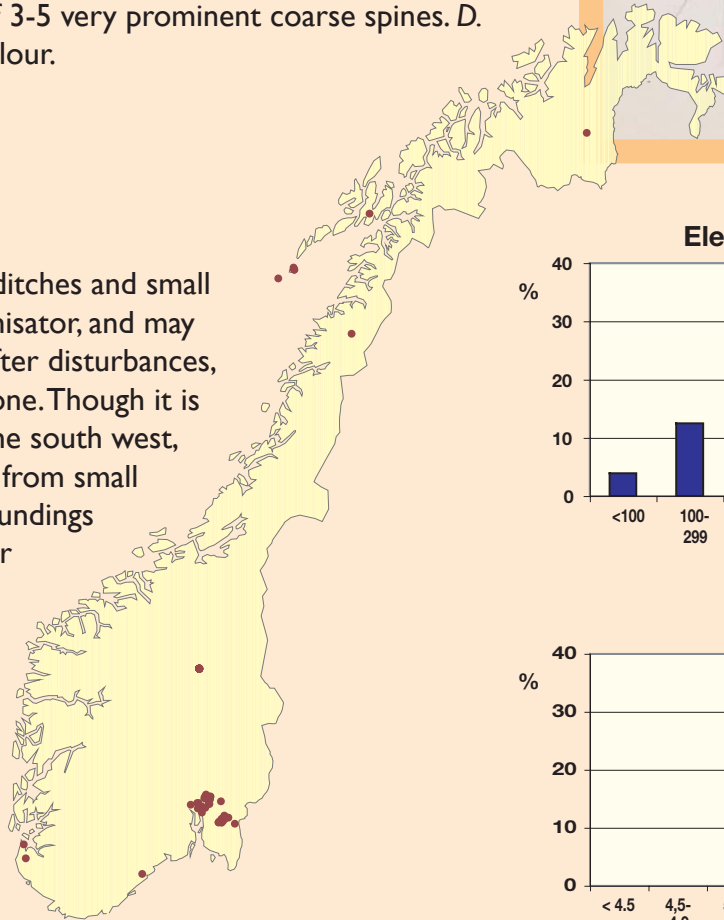 f 3-5 very prominent coarse spines. D.
lour.
ditches and small
nisator, and may
fter disturbances,
one. Though it is
ne south west,
from small
oundings
r
Ele
40
%
30
20
10
0
<100 100-
299
40
%
30
20
10
0
< 4.5 4,5-